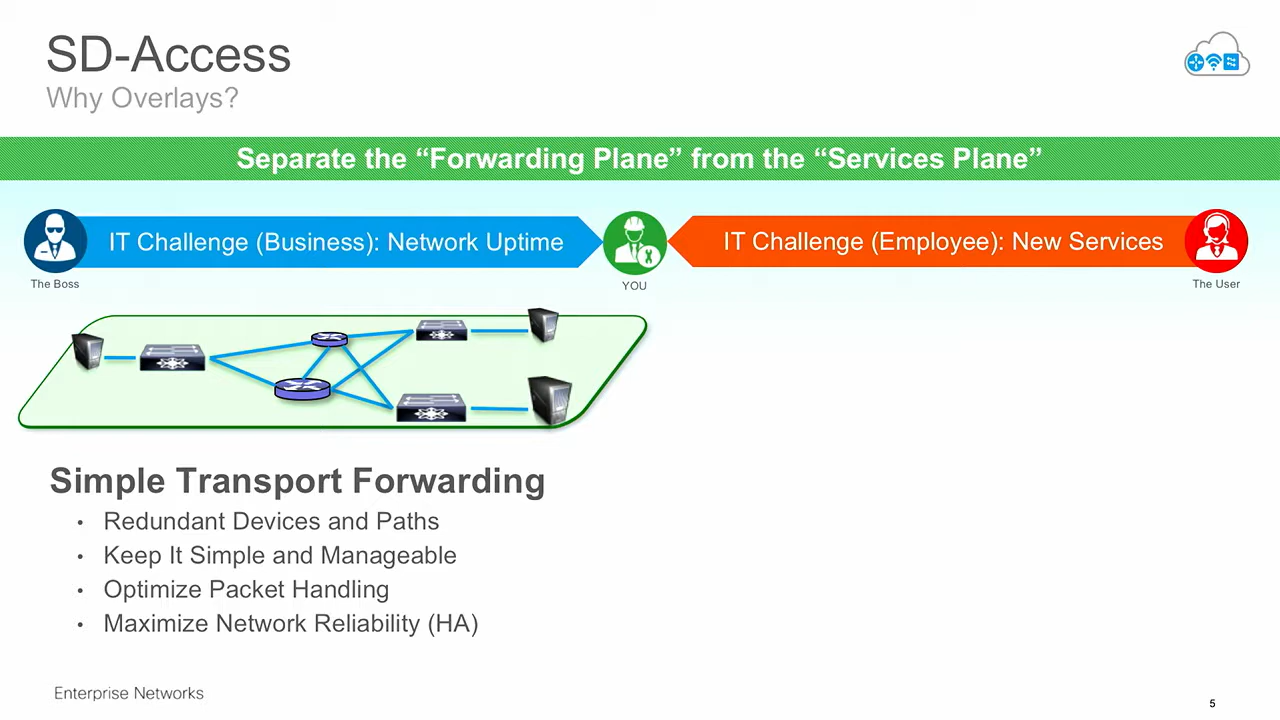 SD-Access
Why Overlays?
Separate the “Forwarding Plane” from the “Services Plane”
IT Challenge (Business): Network Uptime
IT Challenge (Employee): New Services
The Boss
YOU
The User
Simple Transport Forwarding
• Redundant Devices and Paths
• Keep It Simple and Manageable
• Optimize Packet Handling
• Maximize Network Reliability (HA)
Enterprise Networks
5